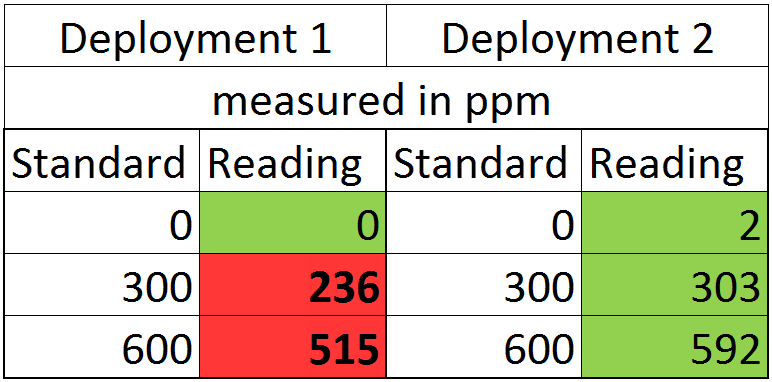 Deployment 1 Deployment 2
measured in ppm
Standard Reading Standard Reading
0 0 0 2
300 236 300 303
600 515 600 592